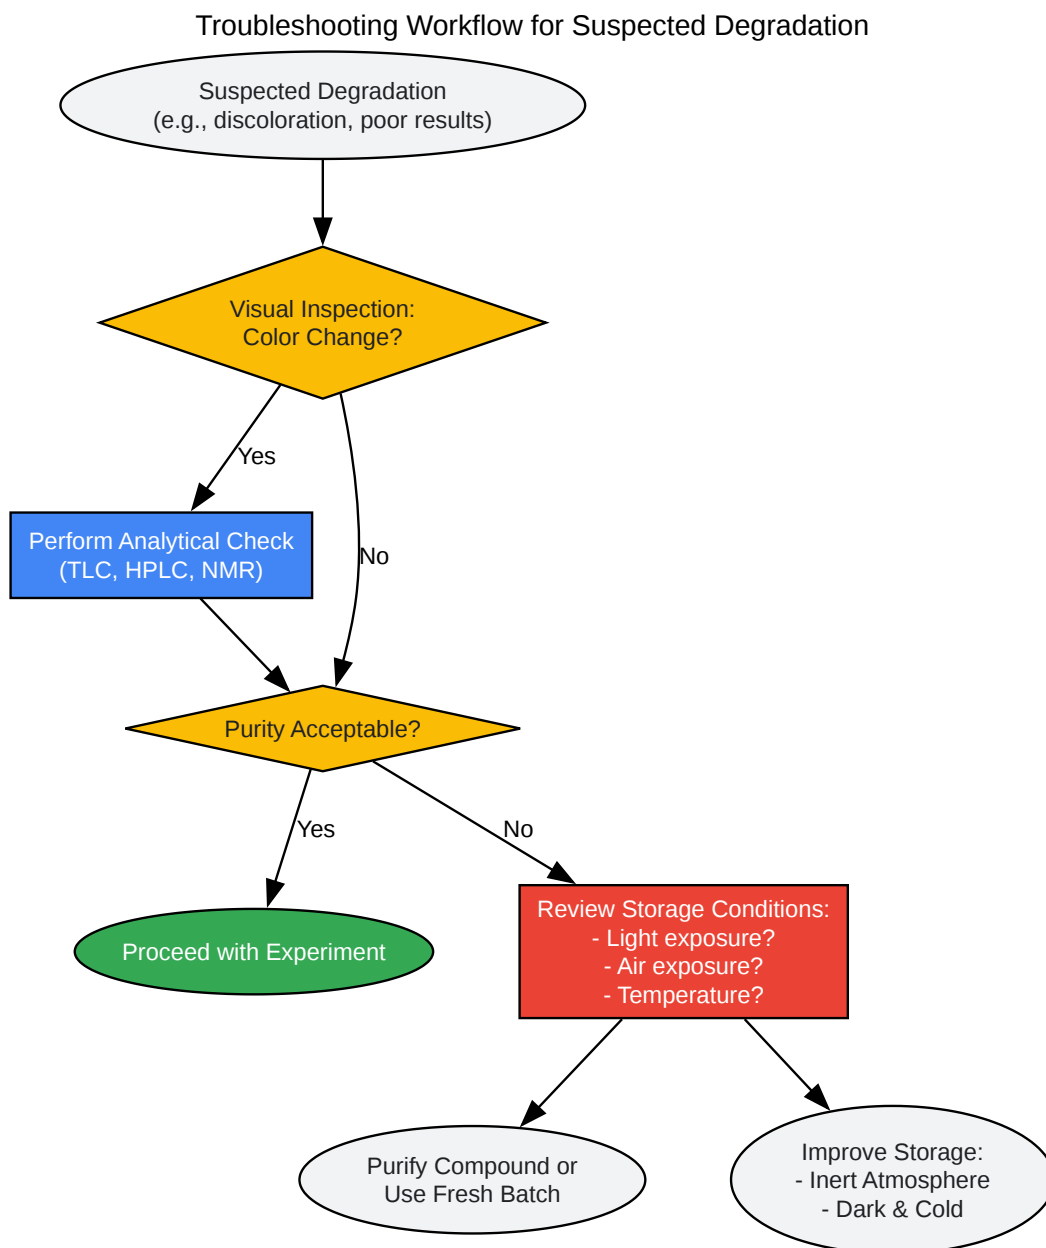 Troubleshooting Workflow for Suspected Degradation
Suspected Degradation
(e.g., discoloration, poor results)
Visual Inspection:
Color Change?
Yes
No
Perform Analytical Check
(TLC, HPLC, NMR)
Purity Acceptable?
Yes
No
Proceed with Experiment
Review Storage Conditions:
- Light exposure?
- Air exposure?
- Temperature?
Purify Compound or
Use Fresh Batch
Improve Storage:
- Inert Atmosphere
- Dark & Cold